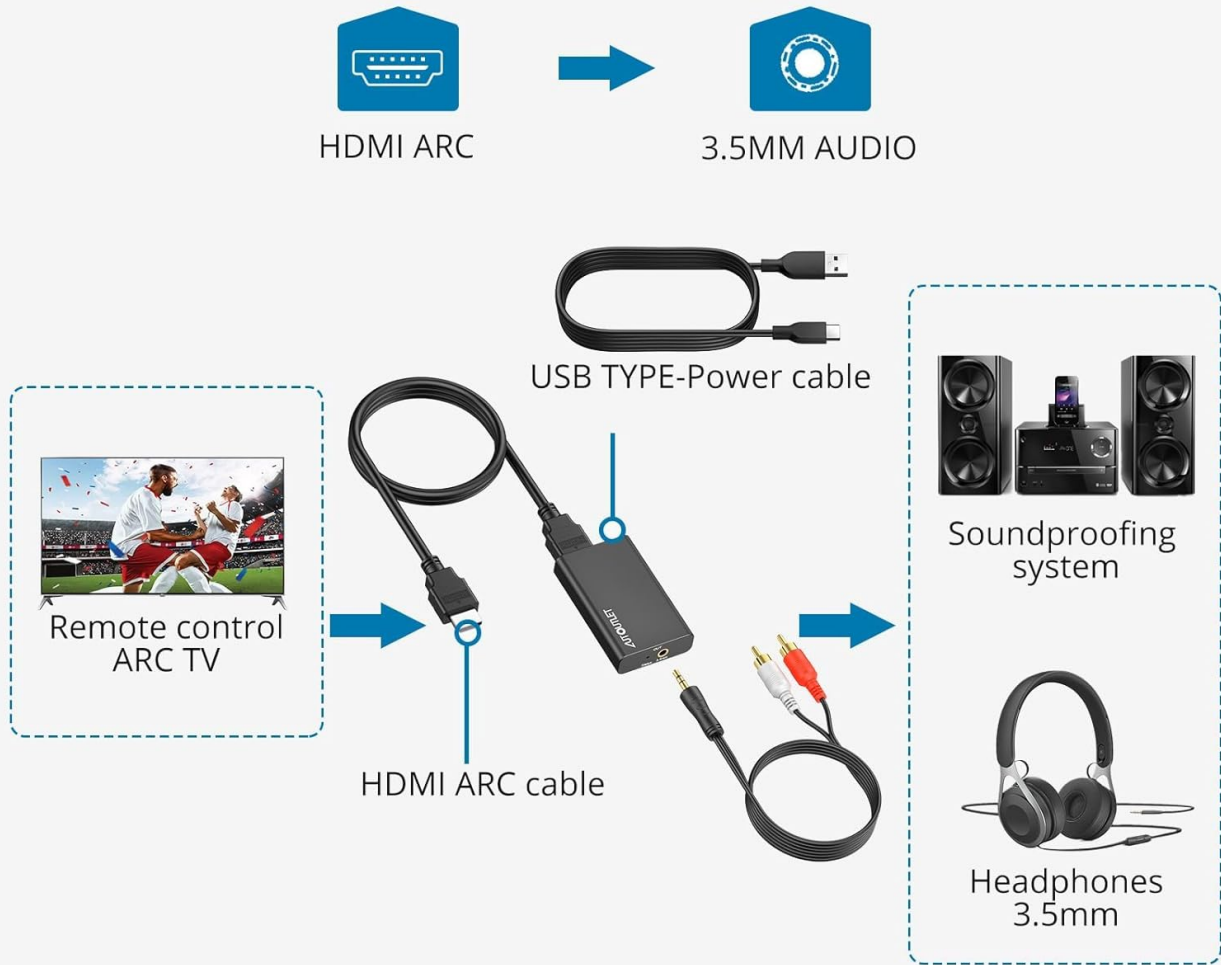 HDMI ARC
3.5MM AUDIO
USB TYPE-Power cable
Remote control
ARC TV
AUTOUTLET
HDMI ARC cable
Soundproofing
system
Headphones
3.5mm